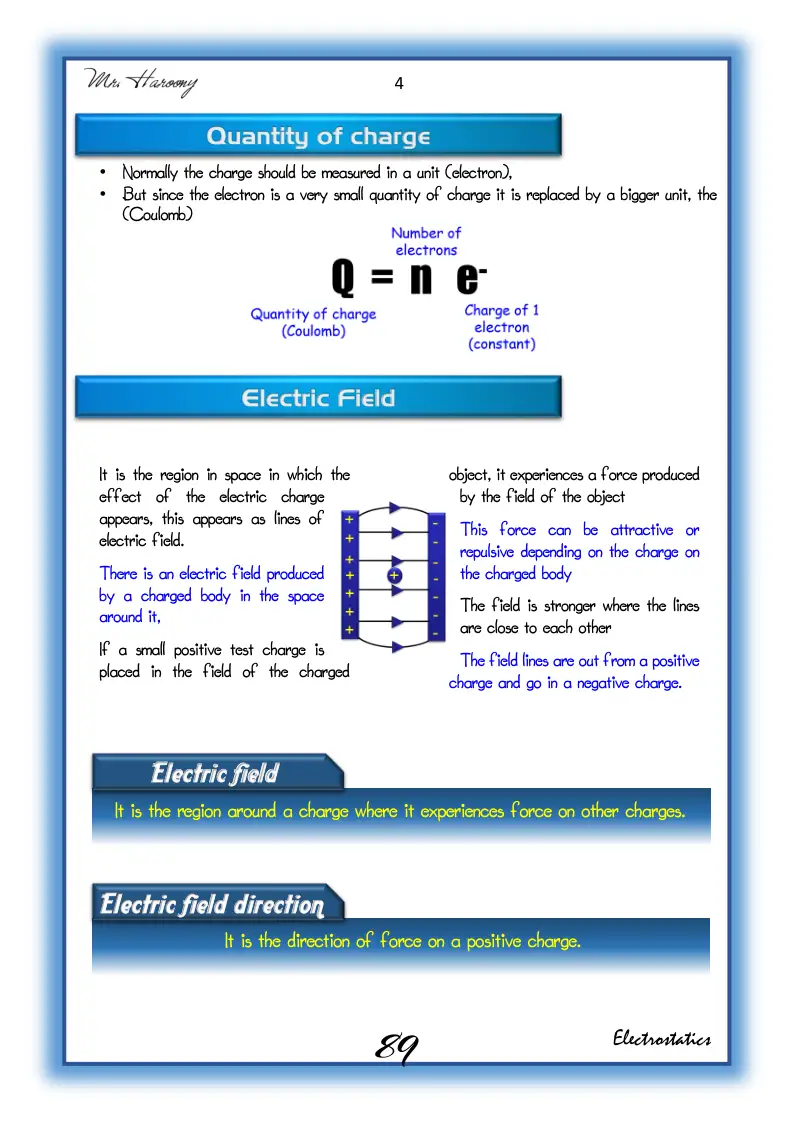 Mr. Haroony
4
Quantity of charge
• Normally the charge should be measured in a unit (electron),
• But since the electron is a very small quantity of charge it is replaced by a bigger unit, the
(Coulomb)
Number of
electrons
Q = n e-
Quantity of charge
(Coulomb)
Charge of 1
electron
(constant)
Electric Field
It is the region in space in which the
effect of the electric charge
appears, this appears as lines of
electric field.
There is an electric field produced
by a charged body in the space
around it,
If a small positive test charge is
placed in the field of the charged
+
+
+
+
+
+
+
+
-
-
-
-
-
-
-
object, it experiences a force produced
by the field of the object
This force can be attractive or
repulsive depending on the charge on
the charged body
The field is stronger where the lines
are close to each other
The field lines are out from a positive
charge and go in a negative charge.
Electric field
It is the region around a charge where it experiences force on other charges.
Electric field direction
It is the direction of force on a positive charge.
89
Electrostatics